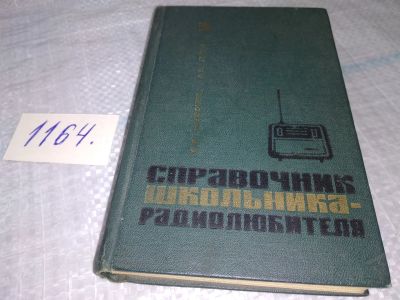 1164.
СПРАВОЧНИК
ШКОЛЬНИКА-
РАДИОЛЮБИТЕЛЯ